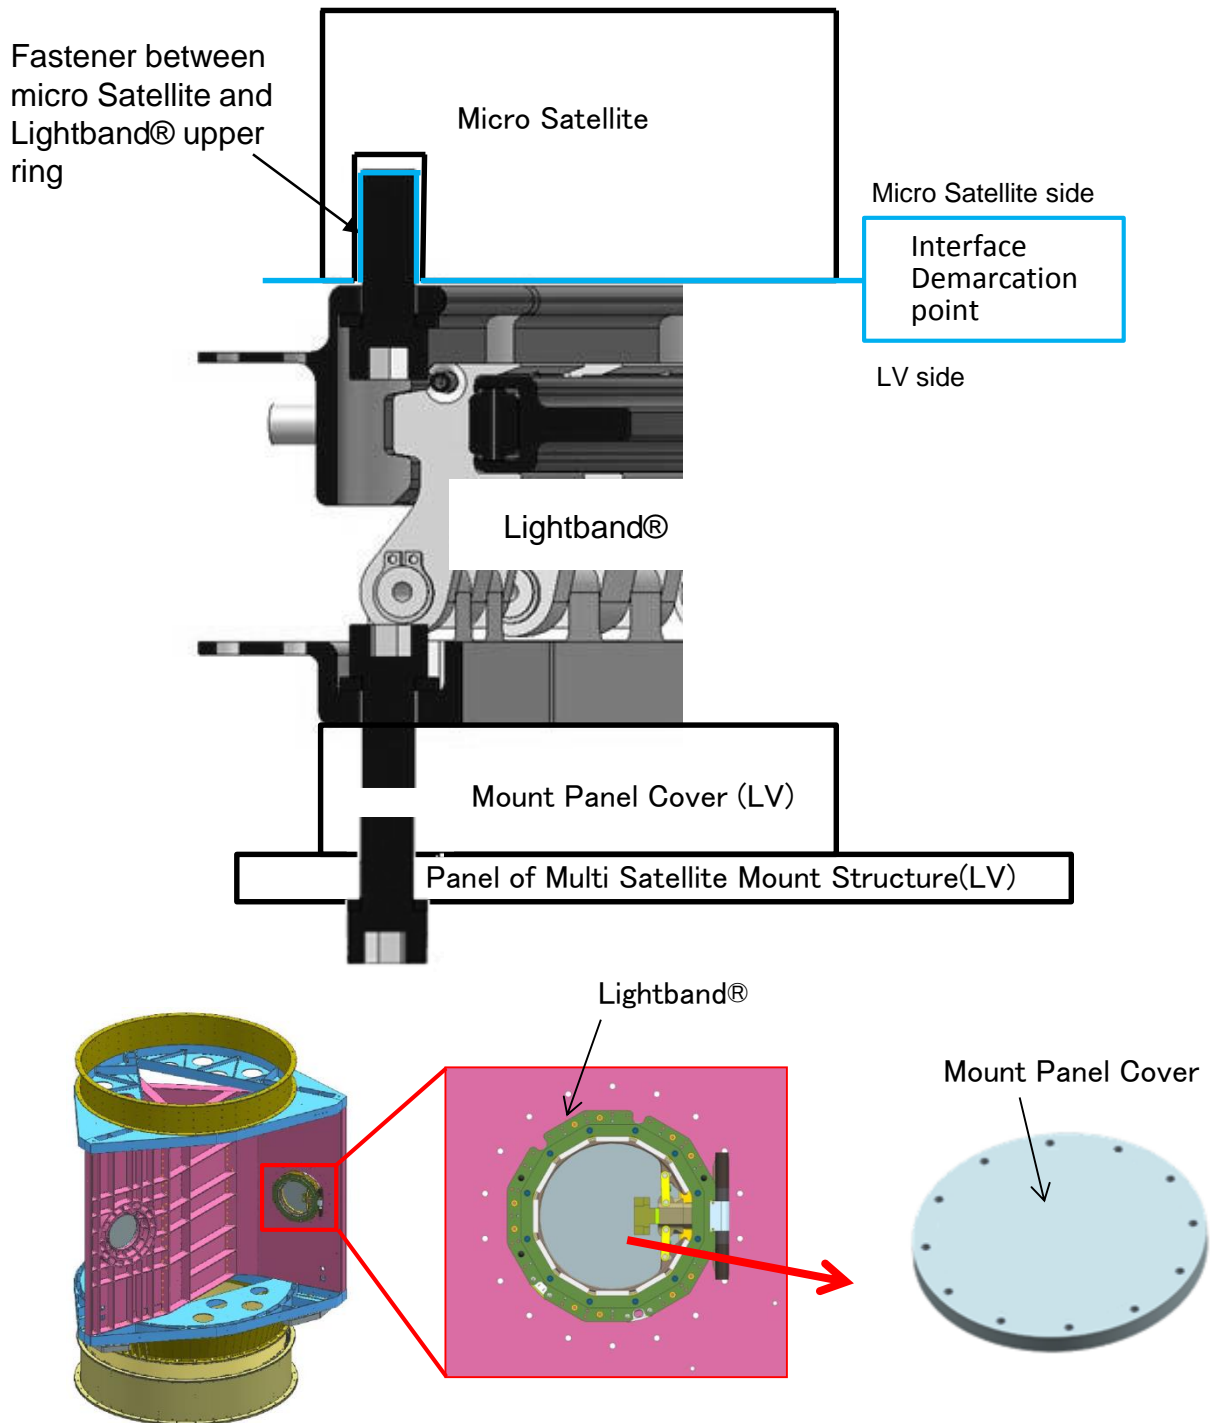 Fastener between
micro Satellite and
Lightband® upper
ring
Micro Satellite
Micro Satellite side
Interface
Demarcation
point
LV side
Lightband®
Mount Panel Cover (LV)
Panel of Multi Satellite Mount Structure(LV)
Lightband®
Mount Panel Cover